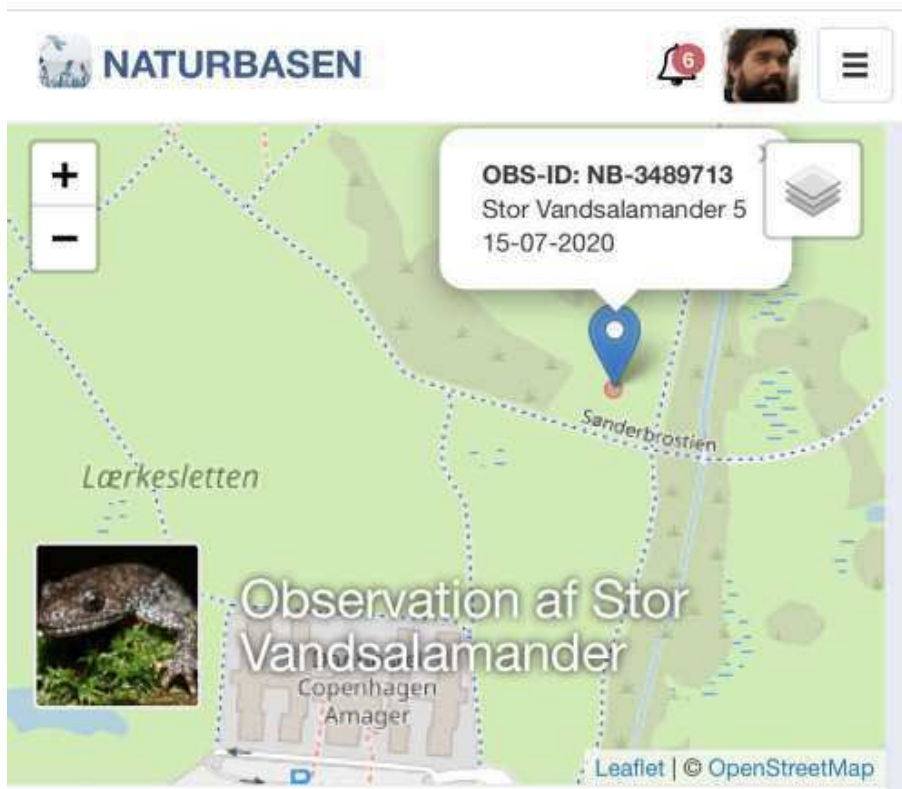 NATURBASEN
6
+
−
OBS-ID: NB-3489713
Stor Vandsalamander 5
15-07-2020
Sønderbrostien
Lærkesletten
Observation af Stor
Vandsalamander
Copenhagen
Amager
P
Leaflet | © OpenStreetMap